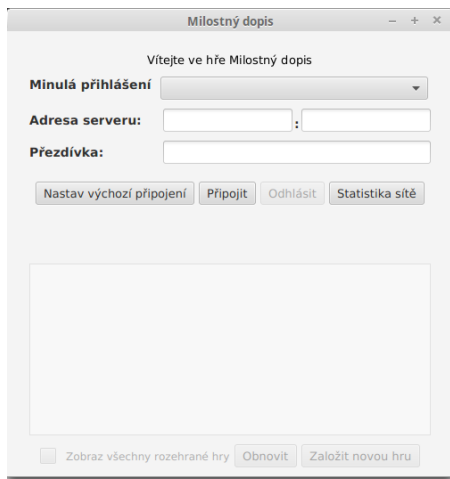 Milostný dopis
Vítejte ve hře Milostný dopis
Minulá přihlášení
Adresa serveru: :
Přezdívka:
Nastav výchozí připojení Připojit Odhlásit Statistika sítě
Zobraz všechny rozehrané hry Obnovit Založit novou hru